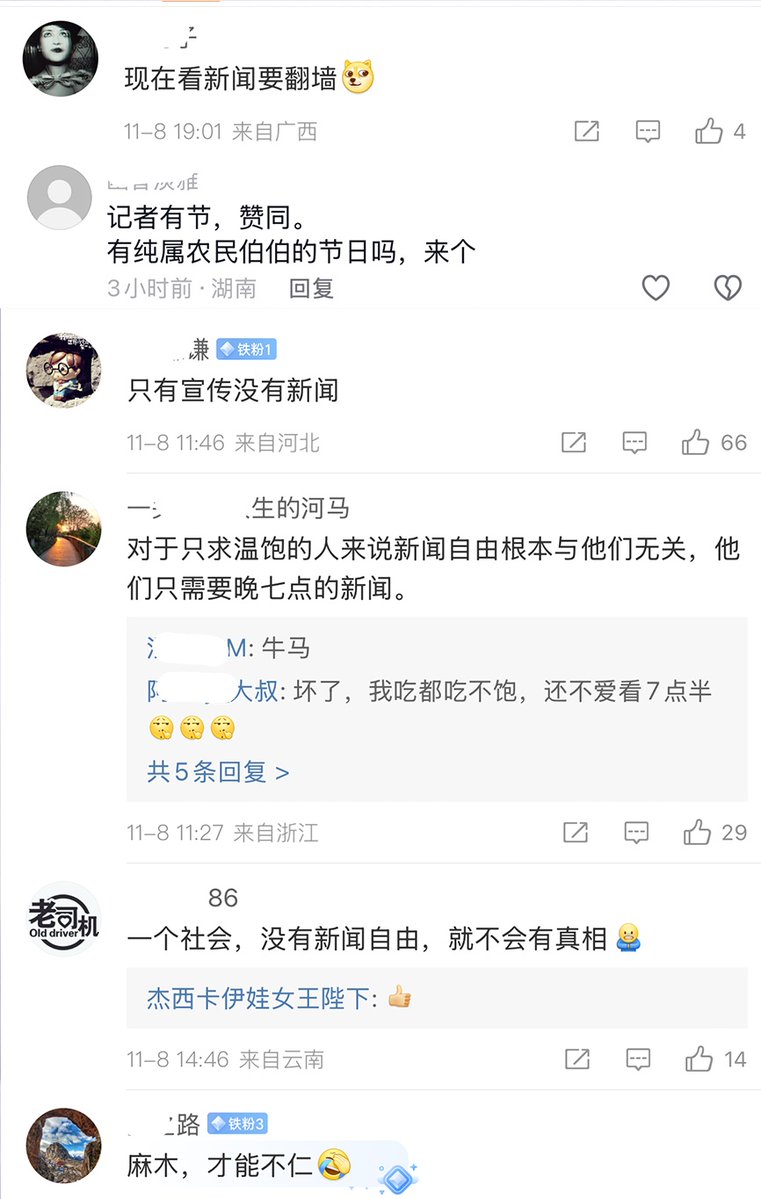 现在看新闻要翻墙
11-8 19:01 来自广西
4
记者有节，赞同。
有纯属农民伯伯的节日吗，来个
3小时前·湖南 回复
谦 铁粉1
只有宣传没有新闻
11-8 11:46 来自河北
66
生的河马
对于只求温饱的人来说新闻自由根本与他们无关，他
们只需要晚七点的新闻。
M: 牛马
大叔: 坏了，我吃都吃不饱，还不爱看7点半
共5条回复 >
11-8 11:27 来自浙江
29
86
老司机
Old driver
一个社会，没有新闻自由，就不会有真相
杰西卡伊娃女王陛下:
11-8 14:46 来自云南
14
路 铁粉3
麻木，才能不仁